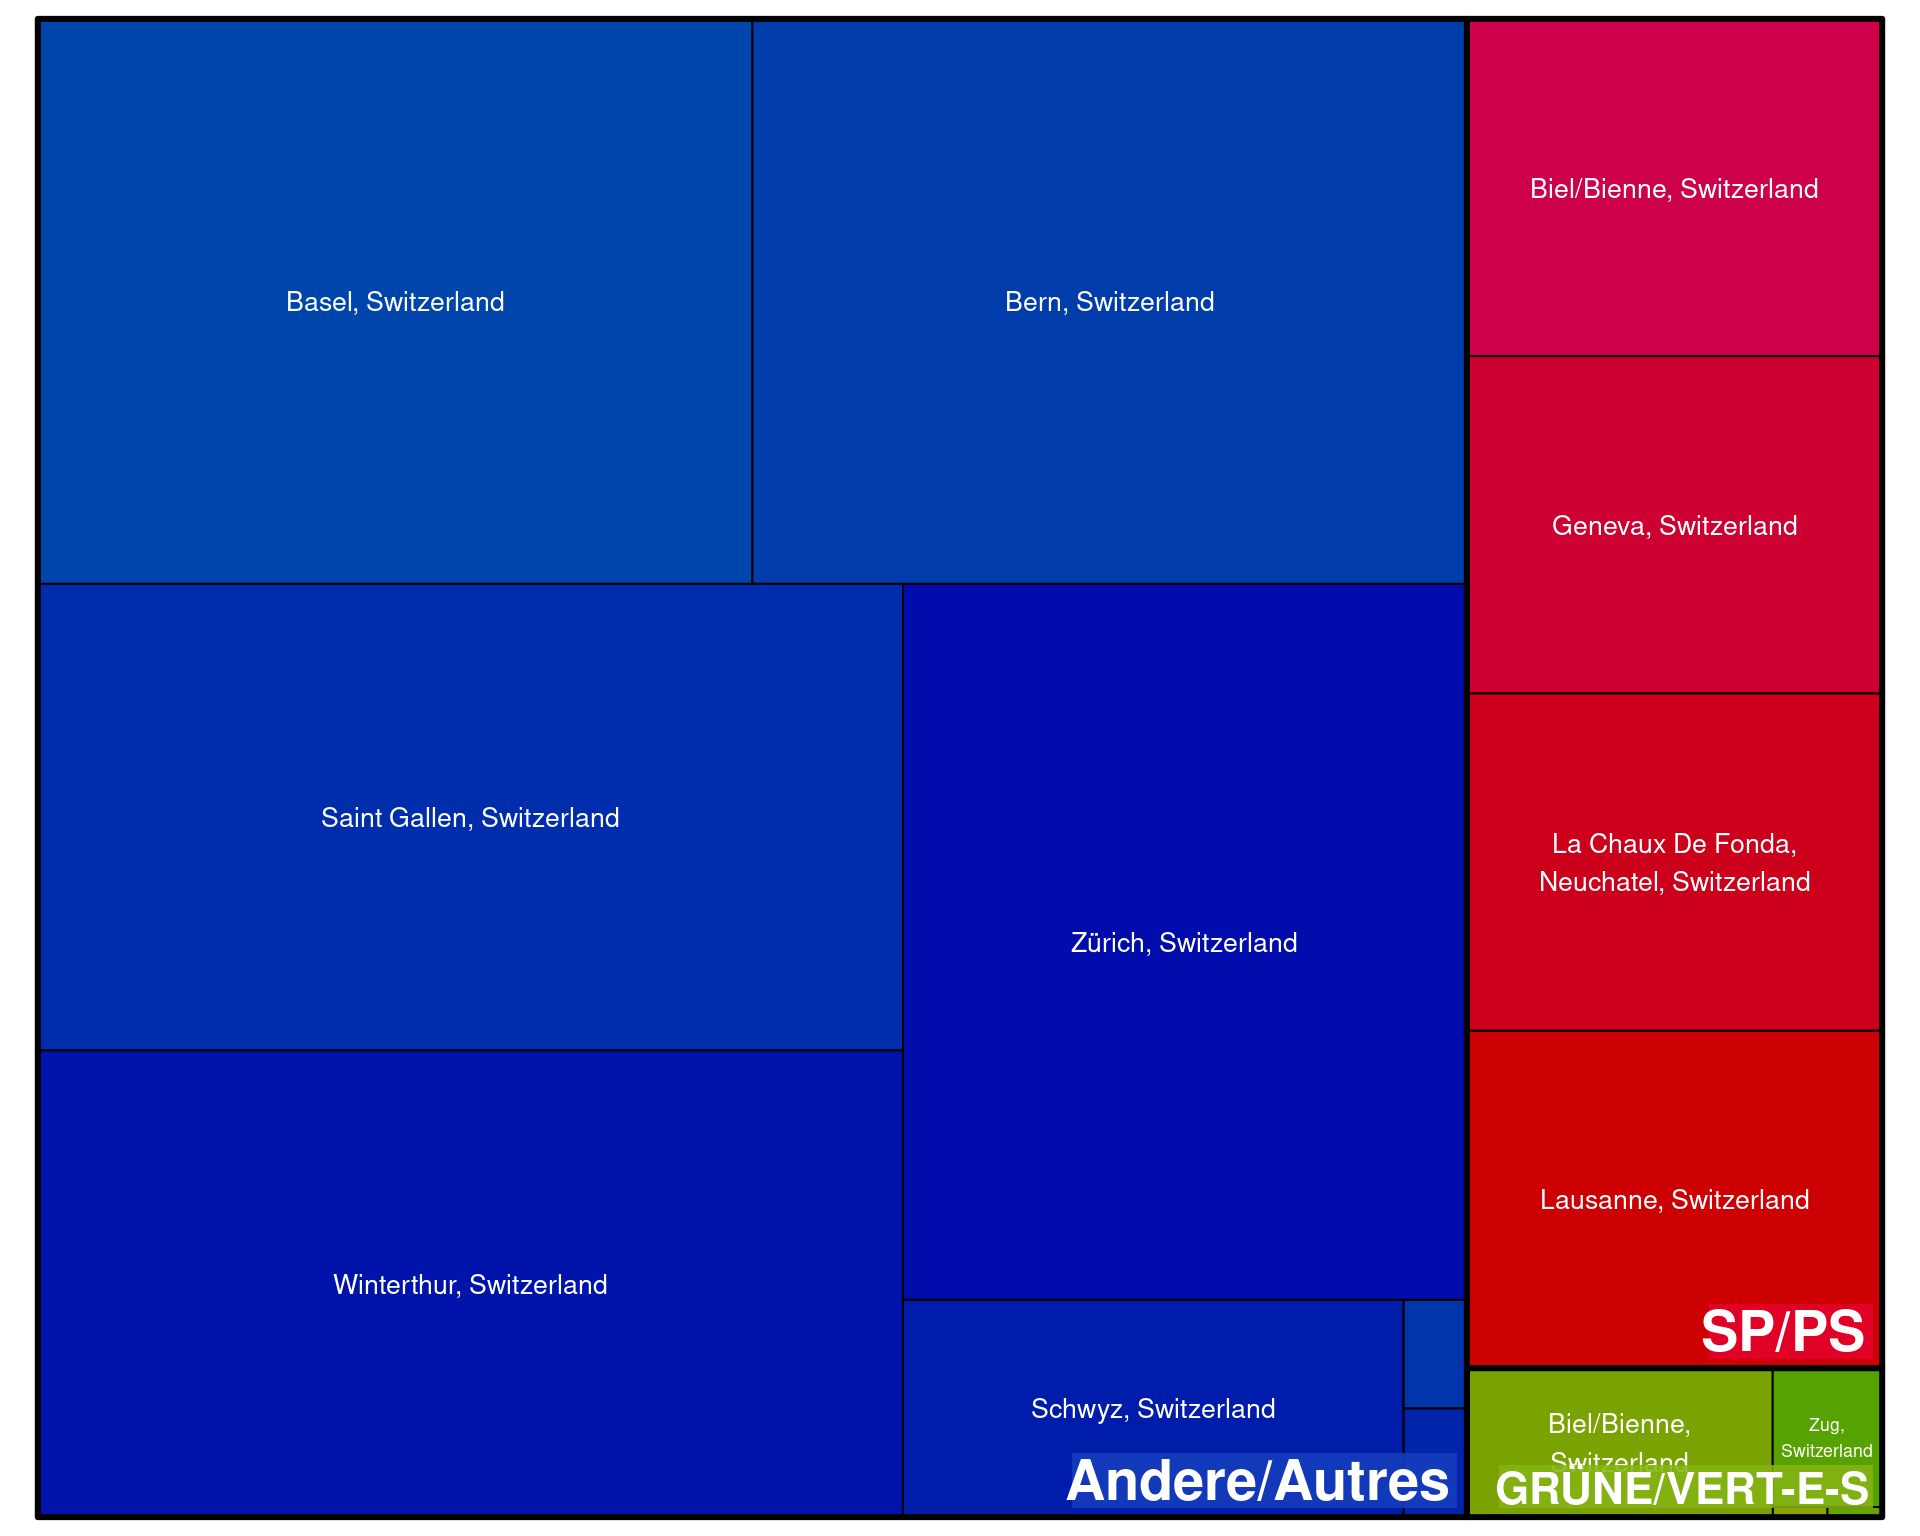 Basel, Switzerland
Bern, Switzerland
Biel/Bienne, Switzerland
Geneva, Switzerland
Saint Gallen, Switzerland
Zürich, Switzerland
La Chaux De Fonda,
Neuchatel, Switzerland
Winterthur, Switzerland
Lausanne, Switzerland
SP/PS
Schwyz, Switzerland
Andere/Autres
Biel/Bienne,
Switzerland
Zug,
Switzerland
GRÜNE/VERT-E-S